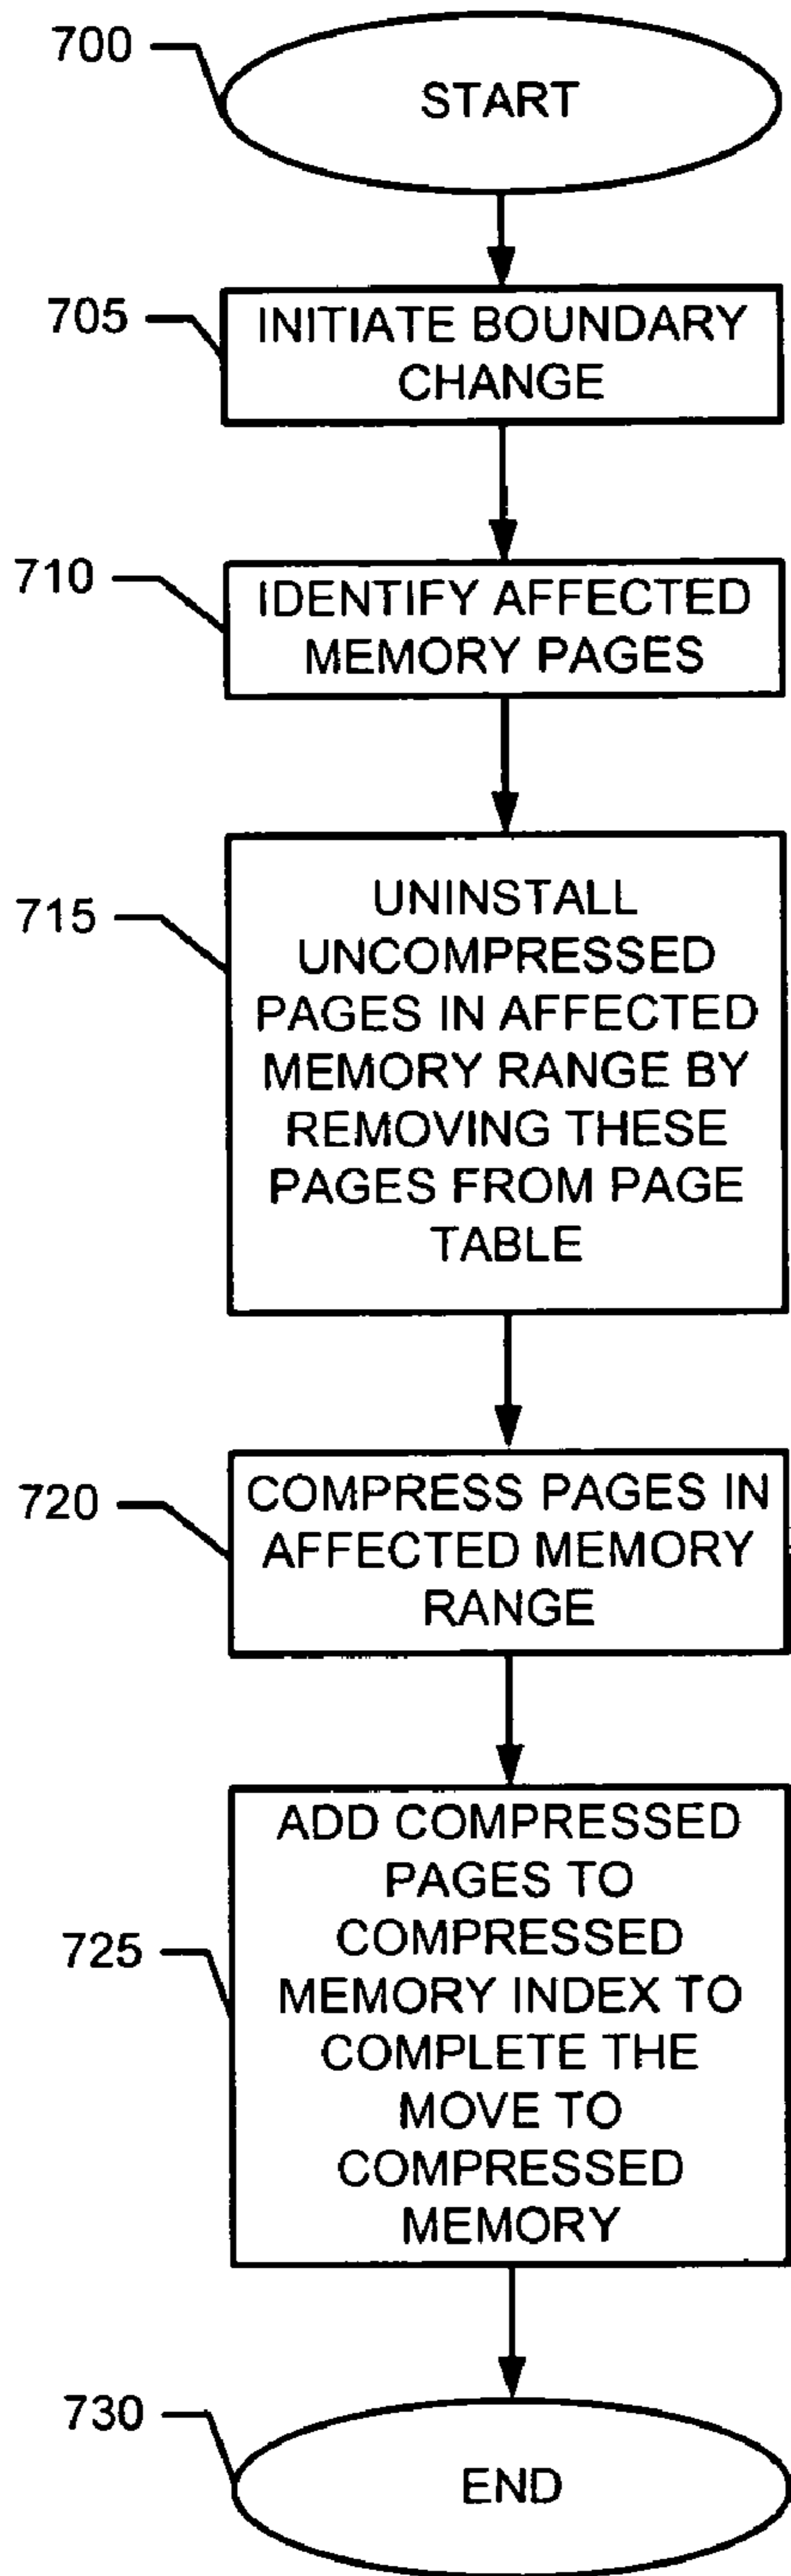 700
START
705
INITIATE BOUNDARY
CHANGE
710
IDENTIFY AFFECTED
MEMORY PAGES
715
UNINSTALL
UNCOMPRESSED
PAGES IN AFFECTED
MEMORY RANGE BY
REMOVING THESE
PAGES FROM PAGE
TABLE
720
COMPRESS PAGES IN
AFFECTED MEMORY
RANGE
725
ADD COMPRESSED
PAGES TO
COMPRESSED
MEMORY INDEX TO
COMPLETE THE
MOVE TO
COMPRESSED
MEMORY
730
END